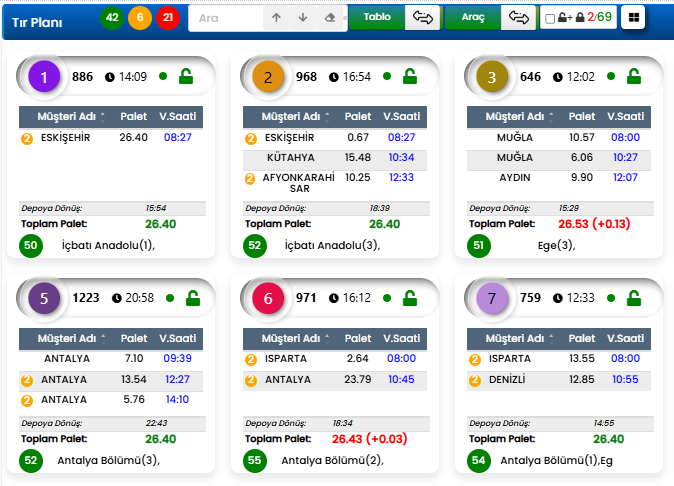 Tır Planı 42 6 21 Ara Tablo Araç + 2/69
1 886 14:09
Müşteri Adı Palet V.Saati
2 ESKİŞEHİR 26.40 08:27
Depoya Dönüş: 15:54
Toplam Palet: 26.40
50 İçbatı Anadolu(1),
2 968 16:54
Müşteri Adı Palet V.Saati
2 ESKİŞEHİR 0.67 08:27
KÜTAHYA 15.48 10:34
2 AFYONKARAHİ 10.25 12:33
SAR
Depoya Dönüş: 18:39
Toplam Palet: 26.40
52 İçbatı Anadolu(3),
3 646 12:02
Müşteri Adı Palet V.Saati
MUĞLA 10.57 08:00
MUĞLA 6.06 10:27
AYDIN 9.90 12:07
Depoya Dönüş: 15:29
Toplam Palet: 26.53 (+0.13)
51 Ege(3),
5 1223 20:58
Müşteri Adı Palet V.Saati
ANTALYA 7.10 09:39
2 ANTALYA 13.54 12:27
2 ANTALYA 5.76 14:10
Depoya Dönüş: 22:43
Toplam Palet: 26.40
52 Antalya Bölümü(3),
6 971 16:12
Müşteri Adı Palet V.Saati
2 ISPARTA 2.64 08:00
2 ANTALYA 23.79 10:45
Depoya Dönüş: 18:34
Toplam Palet: 26.43 (+0.03)
55 Antalya Bölümü(2),
7 759 12:33
Müşteri Adı Palet V.Saati
2 ISPARTA 13.55 08:00
2 DENİZLİ 12.85 10:55
Depoya Dönüş: 14:55
Toplam Palet: 26.40
54 Antalya Bölümü(1),Eg